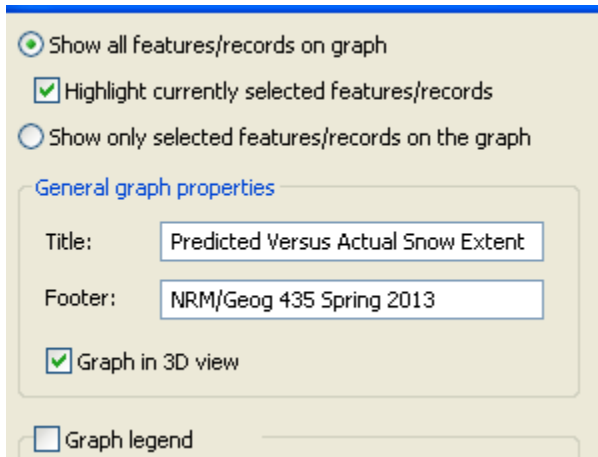 Show all features/records on graph
Highlight currently selected features/records
Show only selected features/records on the graph
General graph properties
Title: Predicted Versus Actual Snow Extent
Footer: NRM/Geog 435 Spring 2013
Graph in 3D view
Graph legend